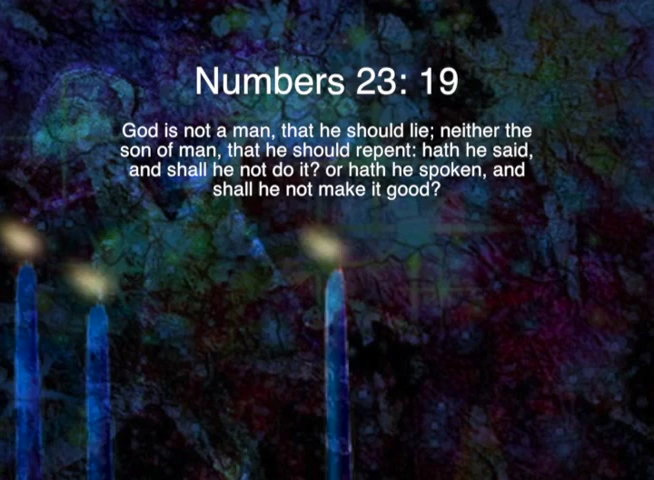 Numbers 23: 19
God is not a man, that he should lie; neither the
son of man, that he should repent: hath he said,
and shall he not do it? or hath he spoken, and
shall he not make it good?